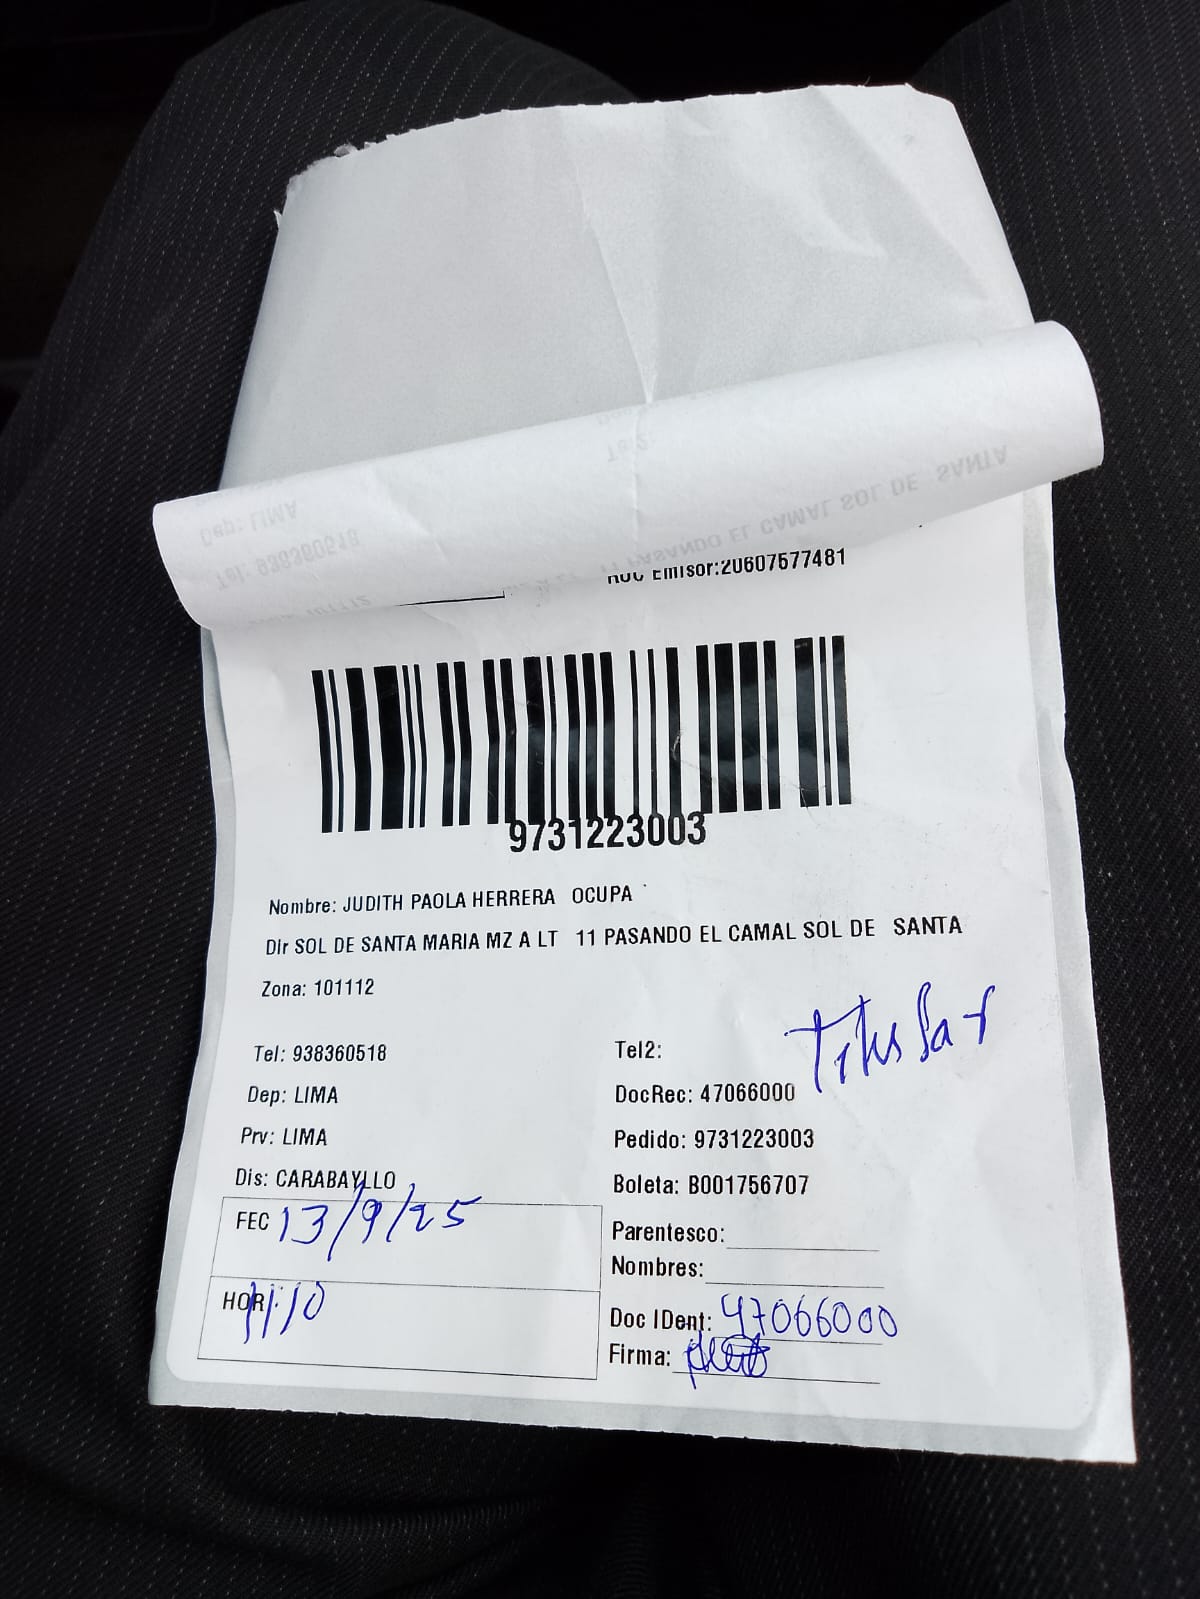 RUC Emisor:20607577481
9731223003
Nombre: JUDITH PAOLA HERRERA OCUPA
Dir SOL DE SANTA MARIA MZ A LT 11 PASANDO EL CAMAL SOL DE SANTA
Zona: 101112
Titular
Tel: 938360518
Tel2:
Dep: LIMA
DocRec: 47066000
Prv: LIMA
Pedido: 9731223003
Dis: CARABAYLLO
Boleta: B001756707
FEC 13/9/25
Parentesco:
Nombres:
HOR 11:10
Doc IDent: 47066000
Firma: